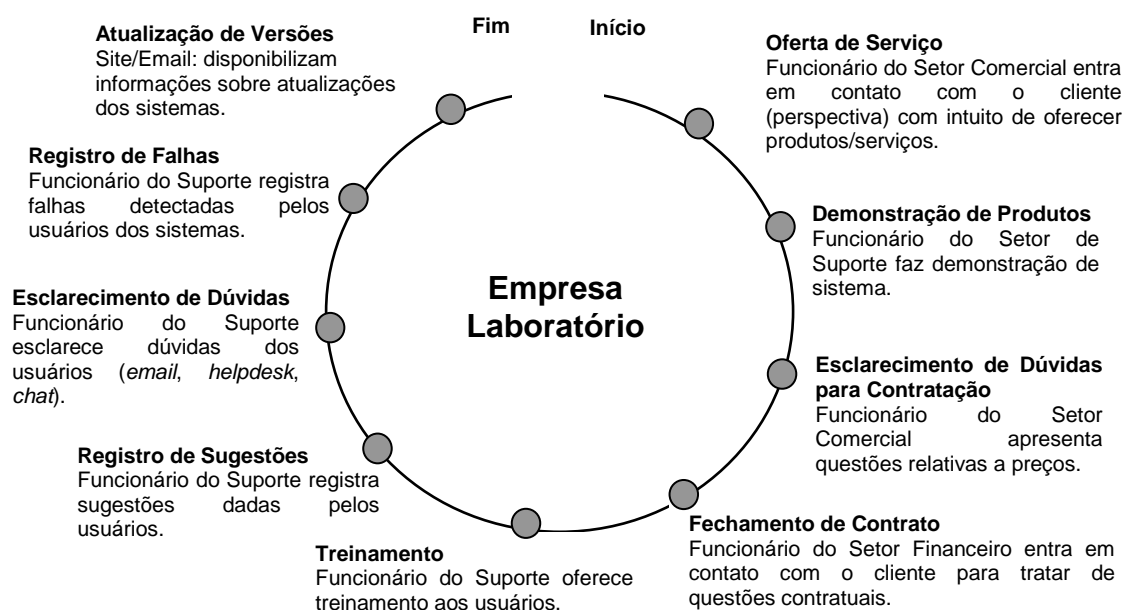 Fim
Início
Oferta de Serviço
Funcionário do Setor Comercial entra
em contato com o cliente
(perspectiva) com intuito de oferecer
produtos/serviços.
Demonstração de Produtos
Funcionário do Setor de
Suporte faz demonstração de
sistema.
Esclarecimento de Dúvidas
para Contratação
Funcionário do Setor
Comercial apresenta
questões relativas a preços.
Fechamento de Contrato
Funcionário do Setor Financeiro entra em
contato com o cliente para tratar de
questões contratuais.
Treinamento
Funcionário do Suporte oferece
treinamento aos usuários.
Registro de Sugestões
Funcionário do Suporte registra
sugestões dadas pelos
usuários.
Esclarecimento de Dúvidas
Funcionário do Suporte
esclarece dúvidas dos
usuários (email, helpdesk,
chat).
Registro de Falhas
Funcionário do Suporte registra
falhas detectadas pelos
usuários dos sistemas.
Atualização de Versões
Site/Email: disponibilizam
informações sobre atualizações
dos sistemas.
Empresa
Laboratório